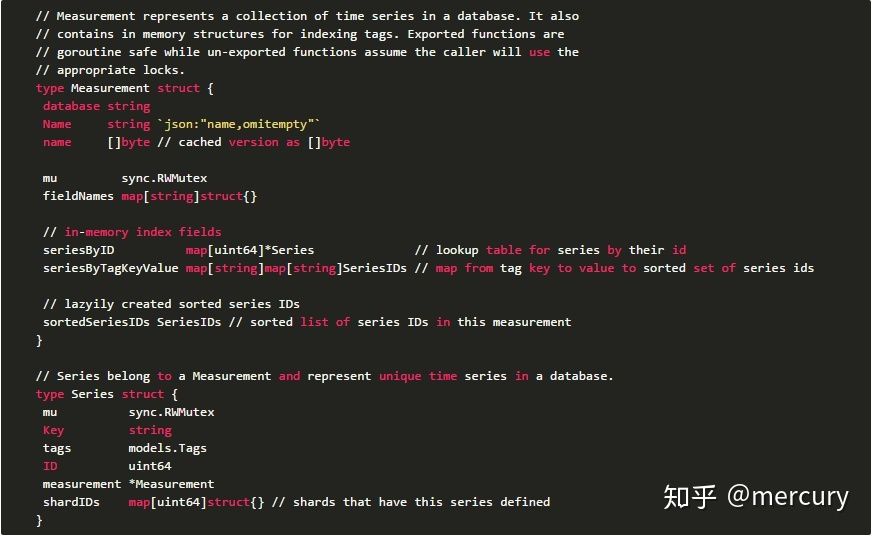 // Measurement represents a collection of time series in a database. It also
// contains in memory structures for indexing tags. Exported functions are
// goroutine safe while un-exported functions assume the caller will use the
// appropriate locks.
type Measurement struct {
 database string
 Name     string `json:"name,omitempty"`
 name     []byte // cached version as []byte

 mu         sync.RWMutex
 fieldNames map[string]struct{}

 // in-memory index fields
 seriesByID          map[uint64]*Series              // lookup table for series by their id
 seriesByTagKeyValue map[string]map[string]SeriesIDs // map from tag key to value to sorted set of series ids

 // lazyily created sorted series IDs
 sortedSeriesIDs SeriesIDs // sorted list of series IDs in this measurement
}

// Series belong to a Measurement and represent unique time series in a database.
type Series struct {
 mu          sync.RWMutex
 Key         string
 tags        models.Tags
 ID          uint64
 measurement *Measurement
 shardIDs    map[uint64]struct{} // shards that have this series defined
}
知乎 @mercury